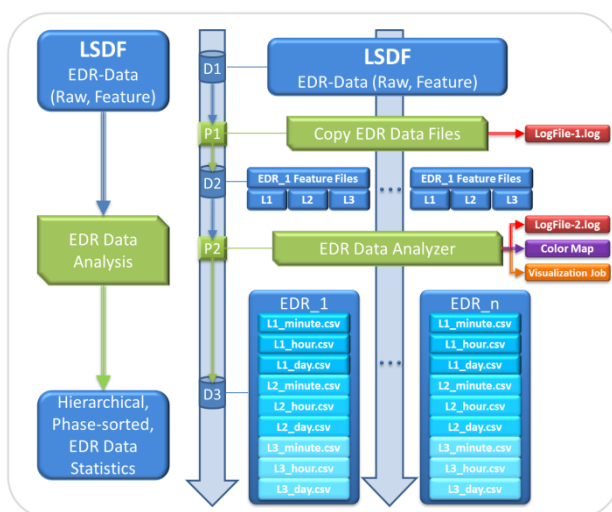 LSDF
EDR-Data
(Raw, Feature)
EDR Data
Analysis
Hierarchical,
Phase-sorted,
EDR Data
Statistics
D1
P1
D2
P2
D3
LSDF
EDR-Data (Raw, Feature)
Copy EDR Data Files
LogFile-1.log
EDR_1 Feature Files
L1 L2 L3
...
EDR_1 Feature Files
L1 L2 L3
EDR Data Analyzer
LogFile-2.log
Color Map
Visualization Job
EDR_1
L1_minute.csv
L1_hour.csv
L1_day.csv
L2_minute.csv
L2_hour.csv
L2_day.csv
L3_minute.csv
L3_hour.csv
L3_day.csv
...
EDR_n
L1_minute.csv
L1_hour.csv
L1_day.csv
L2_minute.csv
L2_hour.csv
L2_day.csv
L3_minute.csv
L3_hour.csv
L3_day.csv